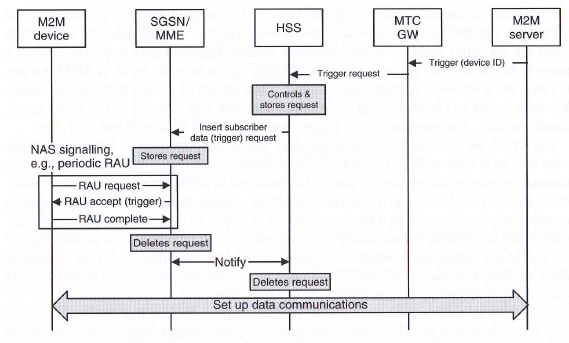 M2M
device
SGSN/
MME
HSS
MTC
GW
M2M
server
Trigger (device ID)
Trigger request
Controls &
stores request
Insert subscriber
data (trigger) request
NAS signalling,
e.g., periodic RAU
Stores request
RAU request
RAU accept (trigger)
RAU complete
Deletes request
Notify
Deletes request
Set up data communications